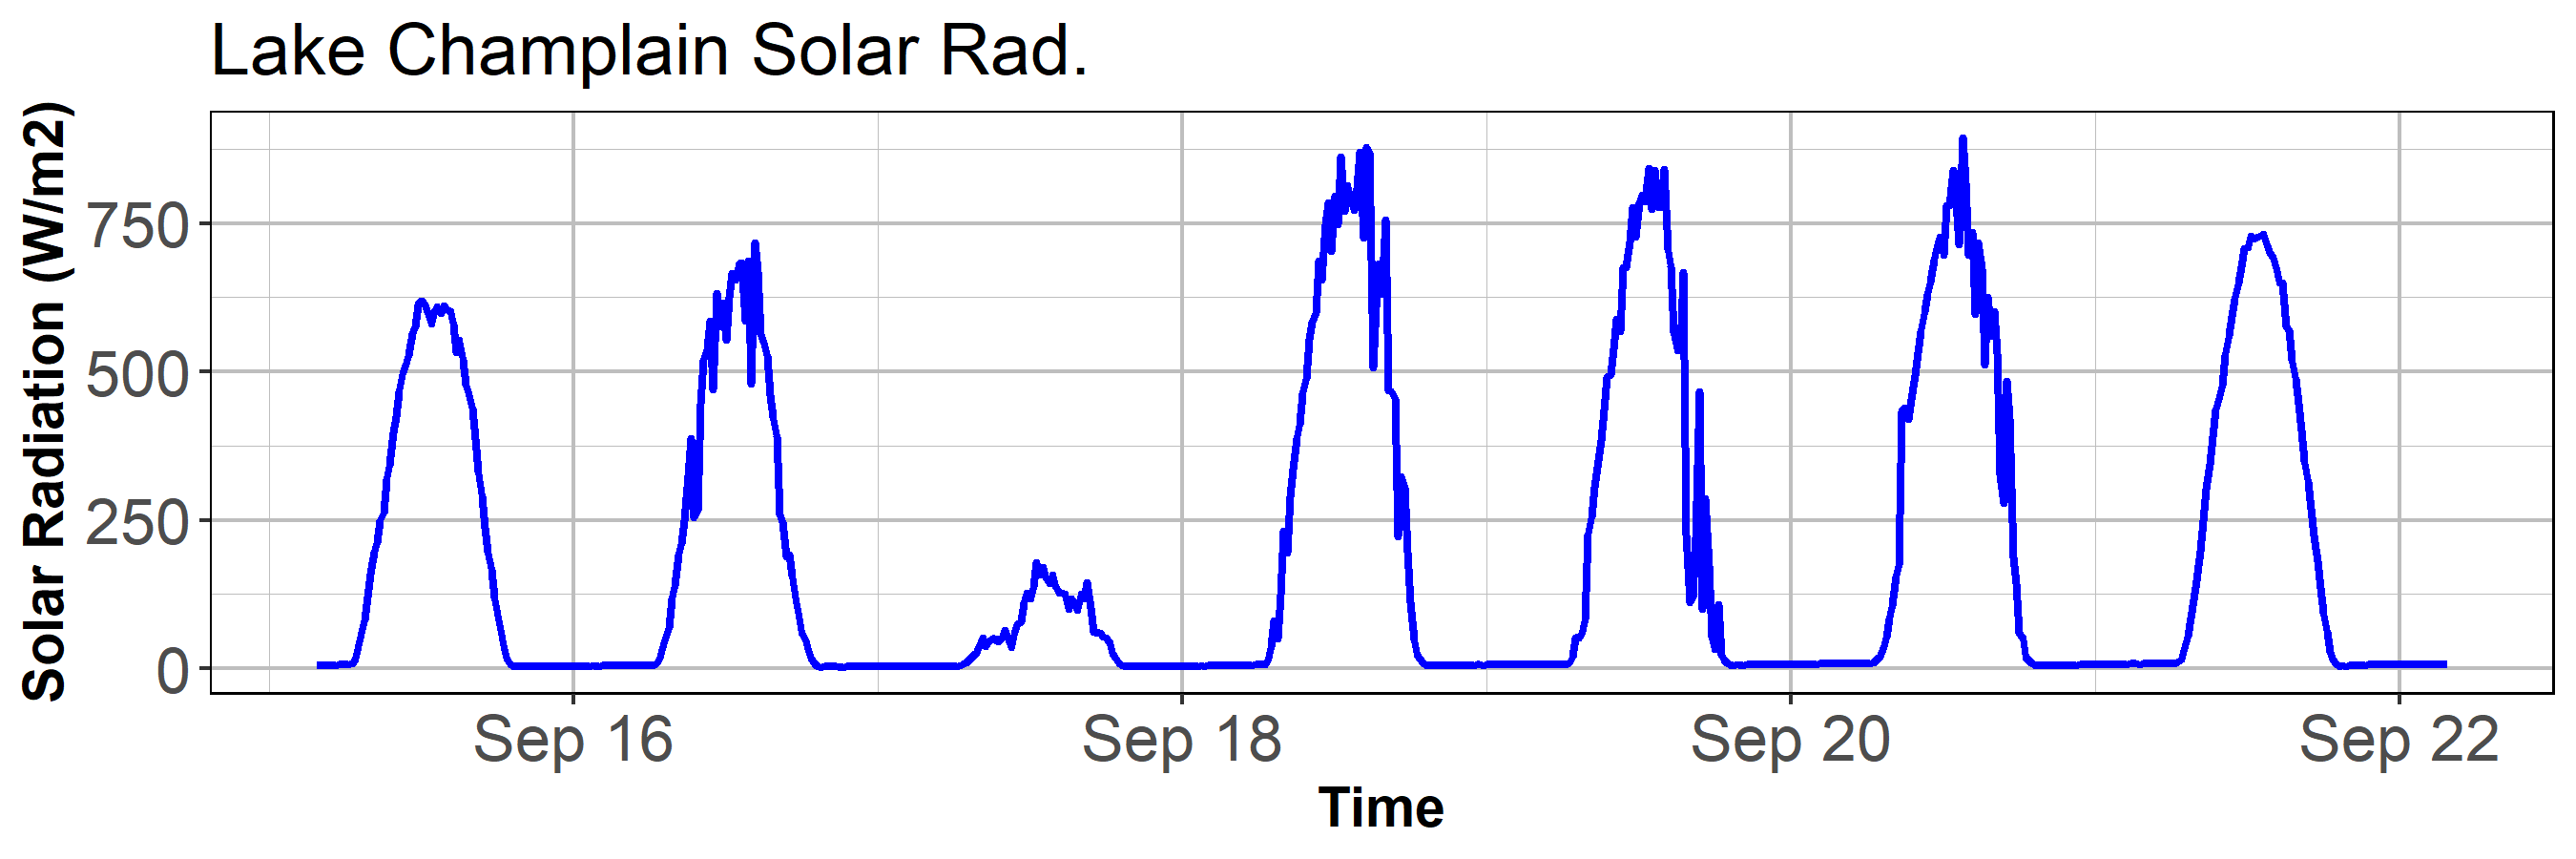 Lake Champlain Solar Rad.
Solar Radiation (W/m2)
750
500
250
0
Sep 16
Sep 18
Sep 20
Sep 22
Time